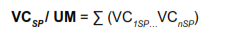 VCSP/ UM = ∑ (VC1SP...VCnSP)